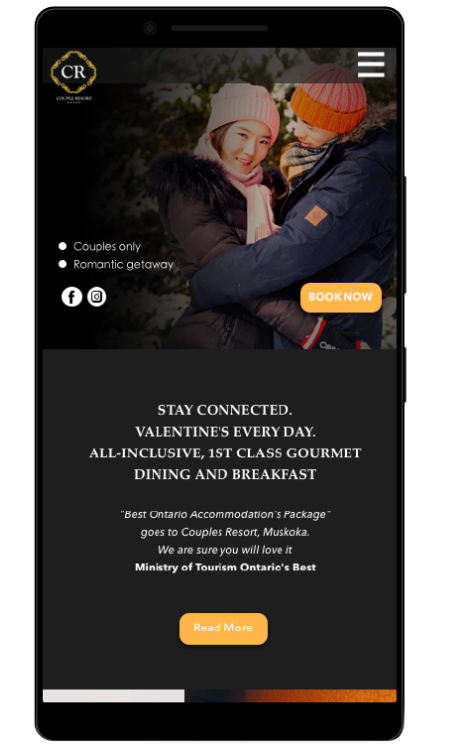 CR
COUPLE RESORT
Couples only
Romantic getaway
BOOK NOW
STAY CONNECTED.
VALENTINE'S EVERY DAY.
ALL-INCLUSIVE, 1ST CLASS GOURMET
DINING AND BREAKFAST
"Best Ontario Accommodation's Package"
goes to Couples Resort, Muskoka.
We are sure you will love it
Ministry of Tourism Ontario's Best
Read More